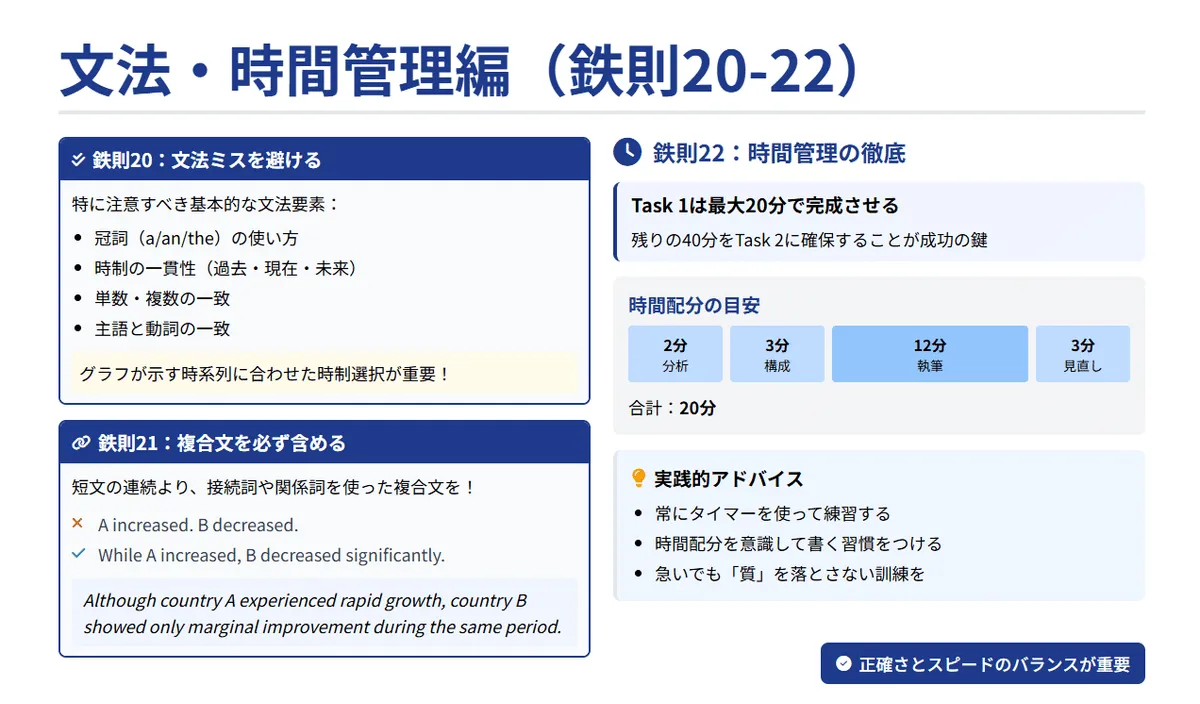 文法・時間管理編（鉄則20-22）
鉄則20：文法ミスを避ける
特に注意すべき基本的な文法要素：
• 冠詞（a/an/the）の使い方
• 時制の一貫性（過去・現在・未来）
• 単数・複数の一致
• 主語と動詞の一致
グラフが示す時系列に合わせた時制選択が重要！
鉄則21：複合文を必ず含める
短文の連続より、接続詞や関係詞を使った複合文を！
× A increased. B decreased.
✓ While A increased, B decreased significantly.
Although country A experienced rapid growth, country B
showed only marginal improvement during the same period.
鉄則22：時間管理の徹底
Task 1は最大20分で完成させる
残りの40分をTask 2に確保することが成功の鍵
時間配分の目安
2分 3分 12分 3分
分析 構成 執筆 見直し
合計：20分
実践的アドバイス
• 常にタイマーを使って練習する
• 時間配分を意識して書く習慣をつける
• 急いでも「質」を落とさない訓練を
正確さとスピードのバランスが重要